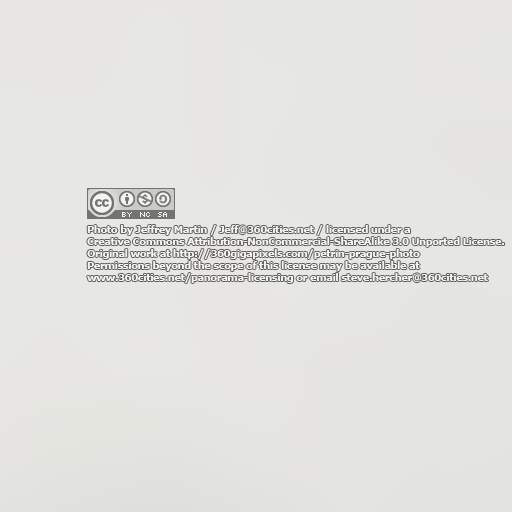 cc BY NC SA
Photo by Jeffrey Martin / Jeff@360cities.net / licensed under a
Creative Commons Attribution-NonCommercial-ShareAlike 3.0 Unported License.
Original work at http://360gigapixels.com/petrin-prague-photo
Permissions beyond the scope of this license may be available at
www.360cities.net/panorama-licensing or email steve.hercher@360cities.net